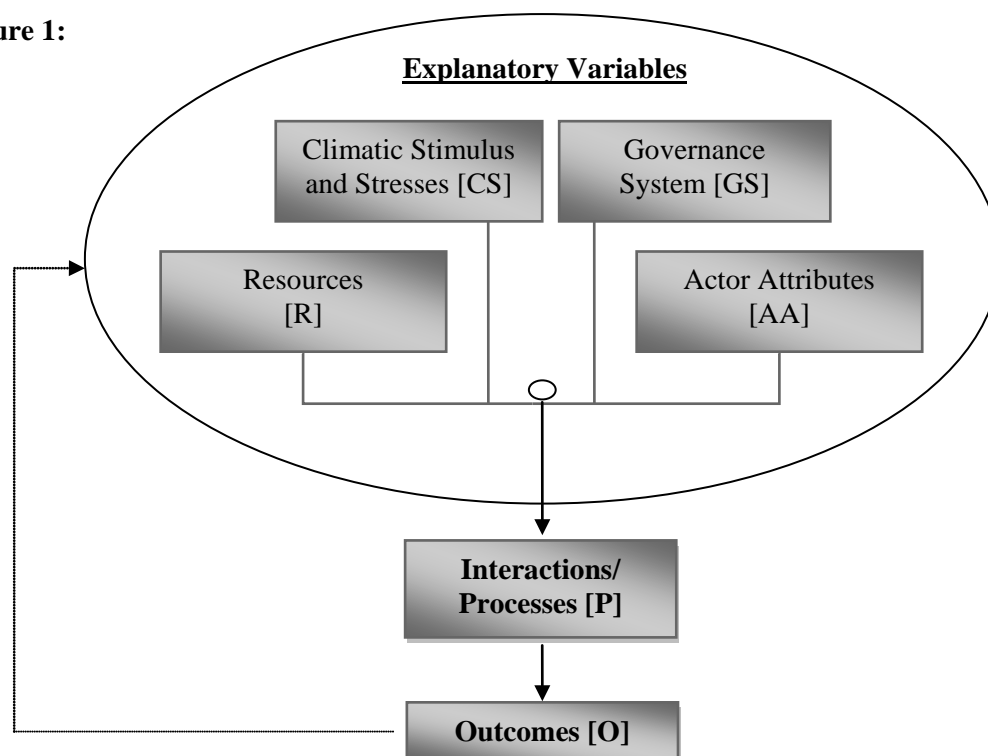 ure 1:
Explanatory Variables
Climatic Stimulus
and Stresses [CS]
Governance
System [GS]
Resources
[R]
Actor Attributes
[AA]
Interactions/
Processes [P]
Outcomes [O]